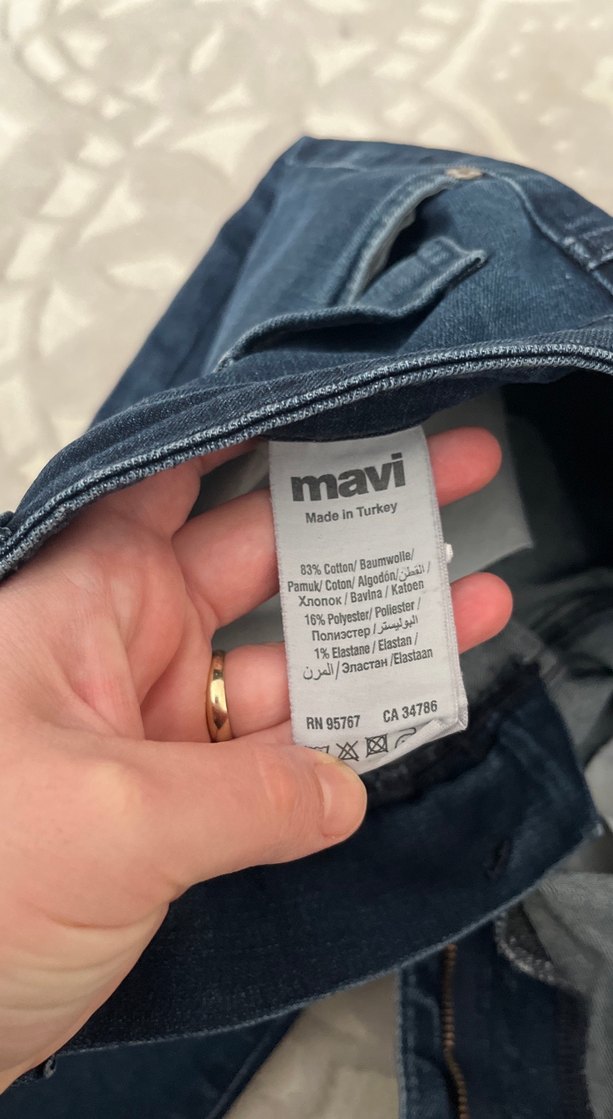 mavi
Made in Turkey
83% Cotton/ Baumwolle/
Pamuk/ Coton/ Algodón/القطن/
Хлопок / Bavlna / Katoen
16% Polyester/ Poliester /
Полиэстер /البوليستر/
1% Elastane / Elastan /
المرن/Эластан /Elastaan
RN 95767 CA 34786